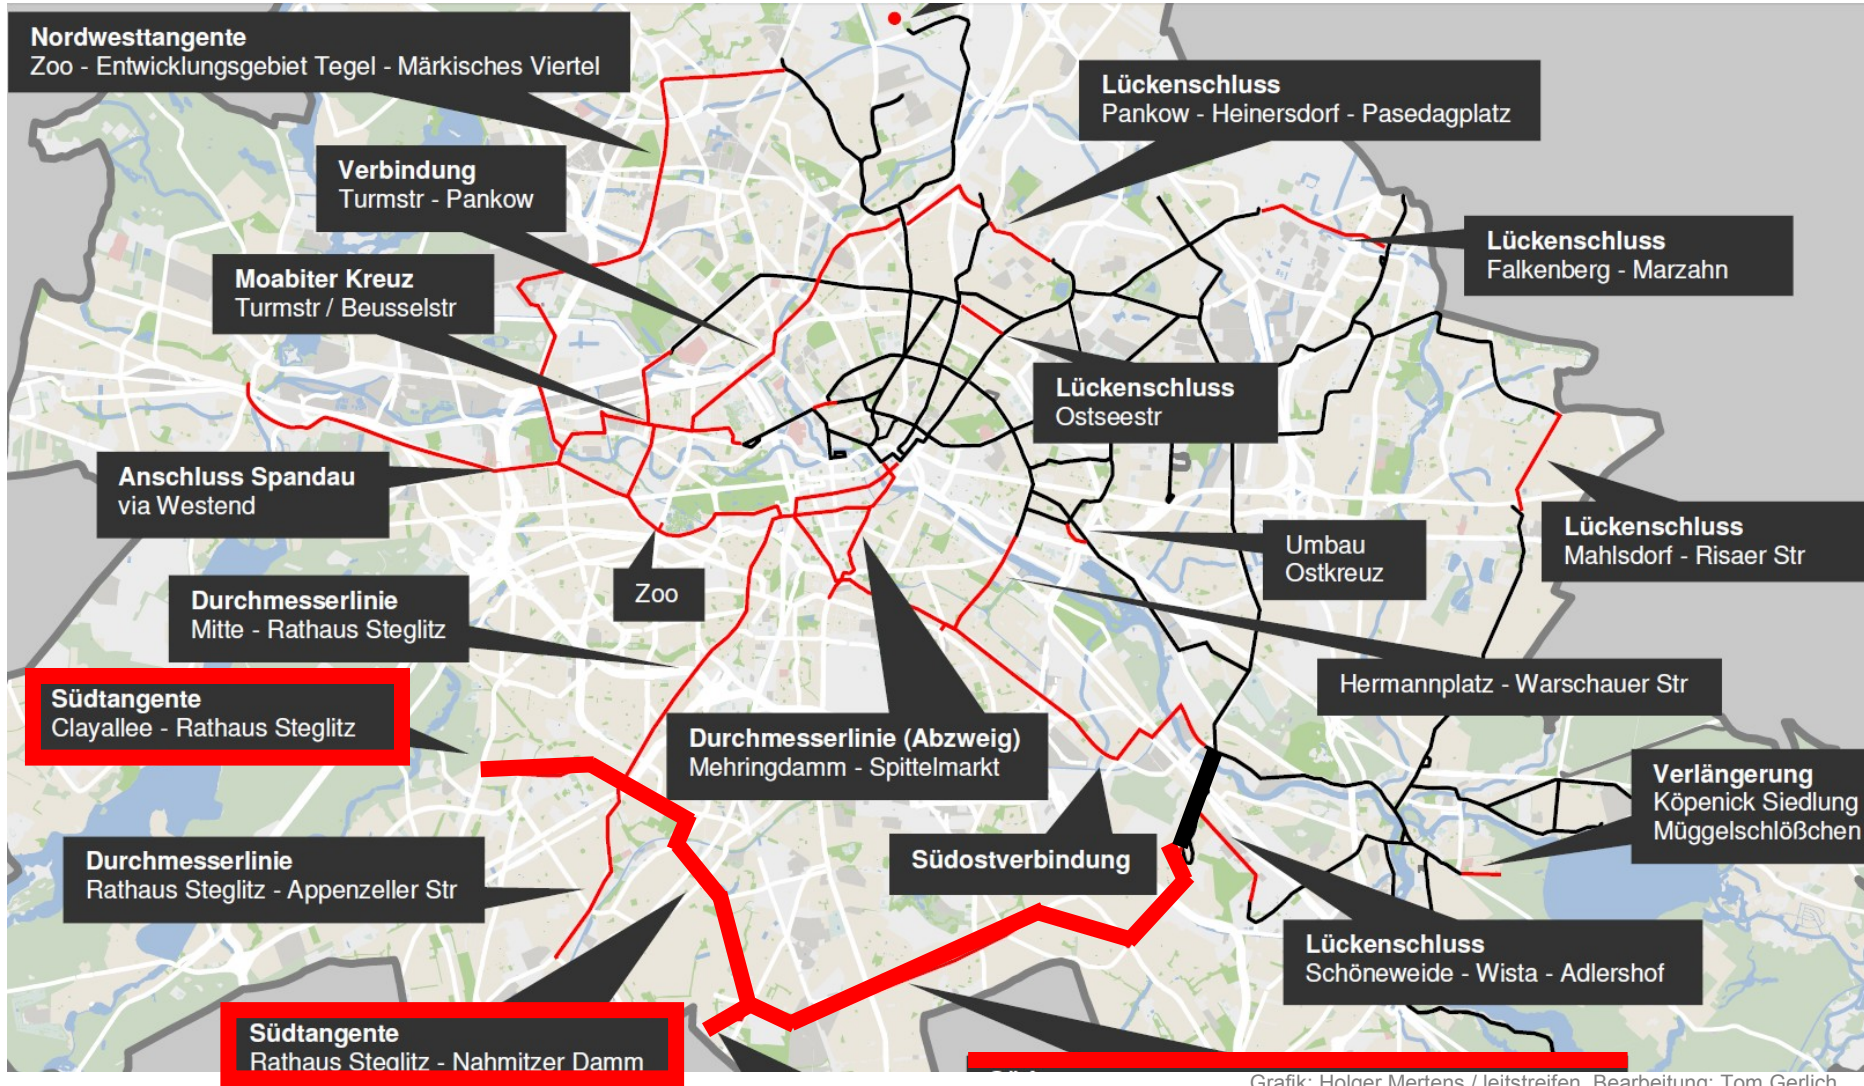 Nordwesttangente
Zoo - Entwicklungsgebiet Tegel - Märkisches Viertel
Lückenschluss
Pankow - Heinersdorf - Pasedagplatz
Verbindung
Turmstr - Pankow
Lückenschluss
Falkenberg - Marzahn
Moabiter Kreuz
Turmstr / Beusselstr
Lückenschluss
Ostseestr
Anschluss Spandau
via Westend
Lückenschluss
Mahlsdorf - Risaer Str
Umbau
Ostkreuz
Zoo
Durchmesserlinie
Mitte - Rathaus Steglitz
Hermannplatz - Warschauer Str
Südtangente
Clayallee - Rathaus Steglitz
Durchmesserlinie (Abzweig)
Mehringdamm - Spittelmarkt
Verlängerung
Köpenick Siedlung
Müggelschlößchen
Durchmesserlinie
Rathaus Steglitz - Appenzeller Str
Südostverbindung
Lückenschluss
Schöneweide - Wista - Adlershof
Südtangente
Rathaus Steglitz - Nahmitzer Damm
Grafik: Holger Mertens / leitstreifen, Bearbeitung: Tom Gerlich